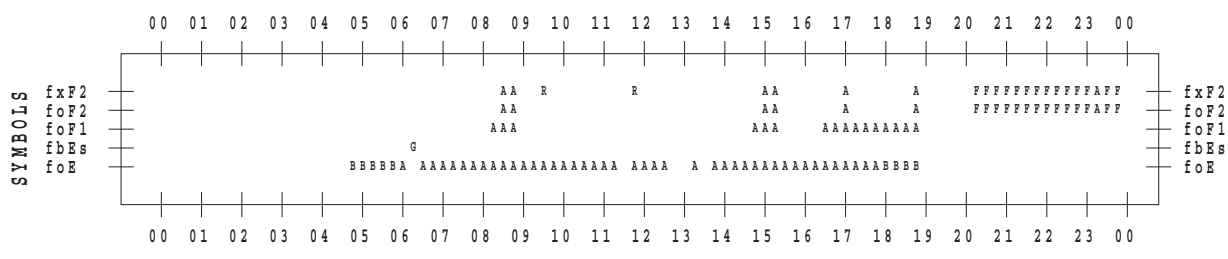 00 01 02 03 04 05 06 07 08 09 10 11 12 13 14 15 16 17 18 19 20 21 22 23 00
SYMBOLS
fxF2 AA R R AA A A FFFFFFFFFFFFAFF fxF2
foF2 AA AA A A FFFFFFFFFFFFAFF foF2
foF1 AAA AAA AAAAAAAAAA foF1
fbEs G fbEs
foE BBBBBA AAAAAAAAAAAAAAAAAAAA AAAA A AAAAAAAAAAAAAAAAABBBB foE
00 01 02 03 04 05 06 07 08 09 10 11 12 13 14 15 16 17 18 19 20 21 22 23 00